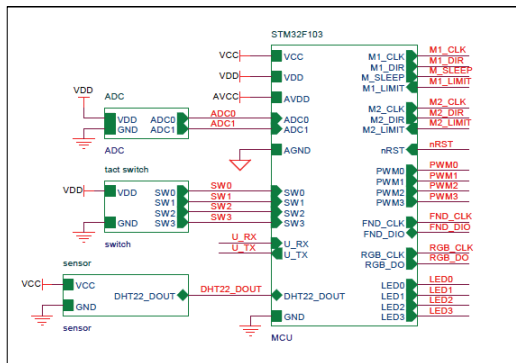 STM32F103
VCC VCC M1_CLK M1_CLK
M1_DIR M1_DIR
VDD VDD M_SLEEP M_SLEEP
M1_LIMIT M1_LIMIT
AVCC AVDD
VDD ADC M2_CLK M2_CLK
M2_DIR M2_DIR
VDD ADC0 ADC0 ADC0 M2_LIMIT M2_LIMIT
GND ADC1 ADC1 ADC1
ADC AGND nRST nRST
tact switch PWM0 PWM0
PWM1 PWM1
VDD VDD SW0 SW0 SW0 PWM2 PWM2
SW1 SW1 SW1 PWM3 PWM3
SW2 SW2 SW2
GND SW3 SW3 SW3 FND_CLK FND_CLK
FND_DIO FND_DIO
switch U_RX U_RX
U_TX U_TX RGB_CLK RGB_CLK
RGB_DO RGB_DO
sensor
VCC VCC LED0 LED0
DHT22_DOUT DHT22_DOUT DHT22_DOUT LED1 LED1
GND LED2 LED2
GND LED3 LED3
sensor MCU